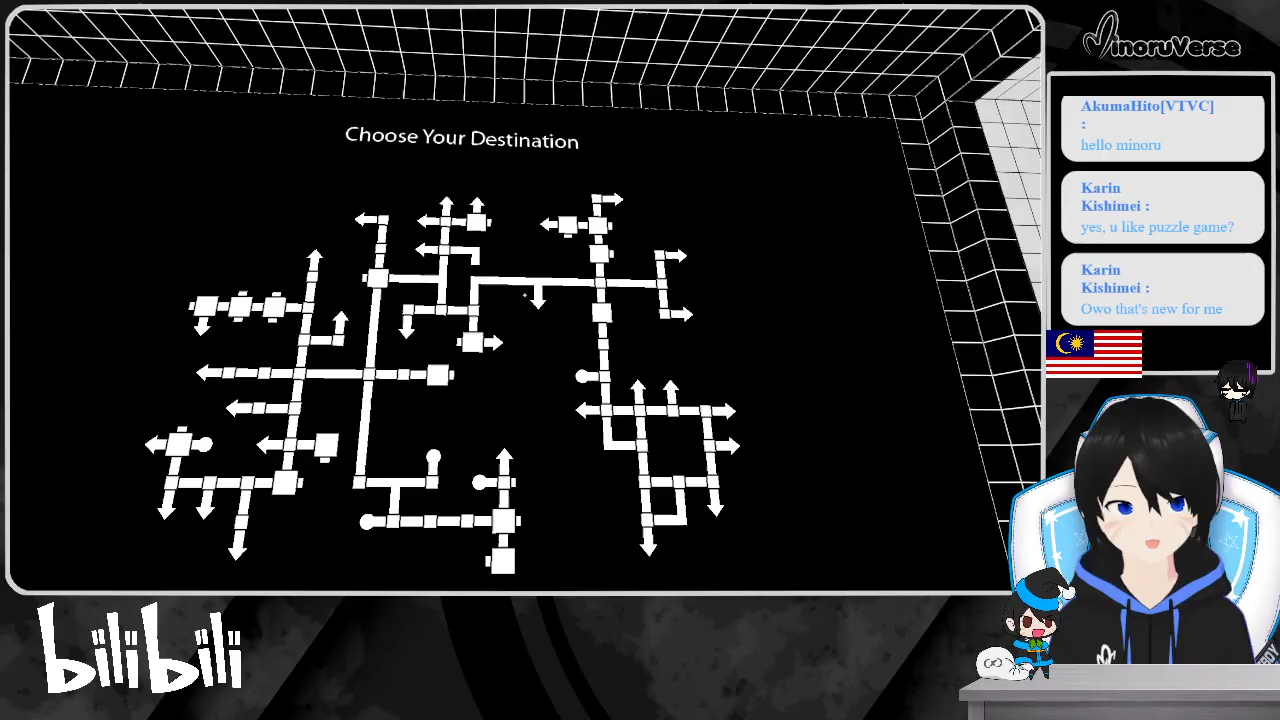 Choose Your Destination
MinoruVerse
AkumaHito[VTVC]
:
hello minoru
Karin
Kishimei :
yes, u like puzzle game?
Karin
Kishimei :
Owo that's new for me
bilibili